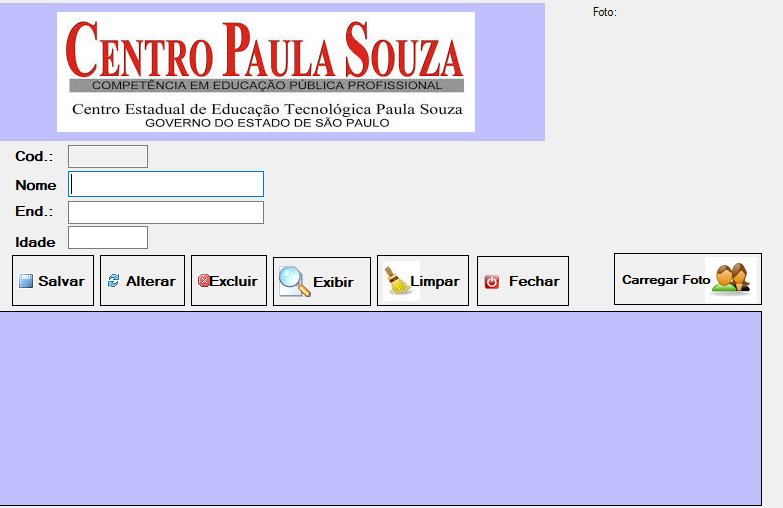 Foto:
CENTRO PAULA SOUZA
COMPETÊNCIA EM EDUCAÇÃO PÚBLICA PROFISSIONAL
Centro Estadual de Educação Tecnológica Paula Souza
GOVERNO DO ESTADO DE SÃO PAULO
Cod.:
Nome
End.:
Idade
Salvar Alterar Excluir Exibir Limpar Fechar Carregar Foto